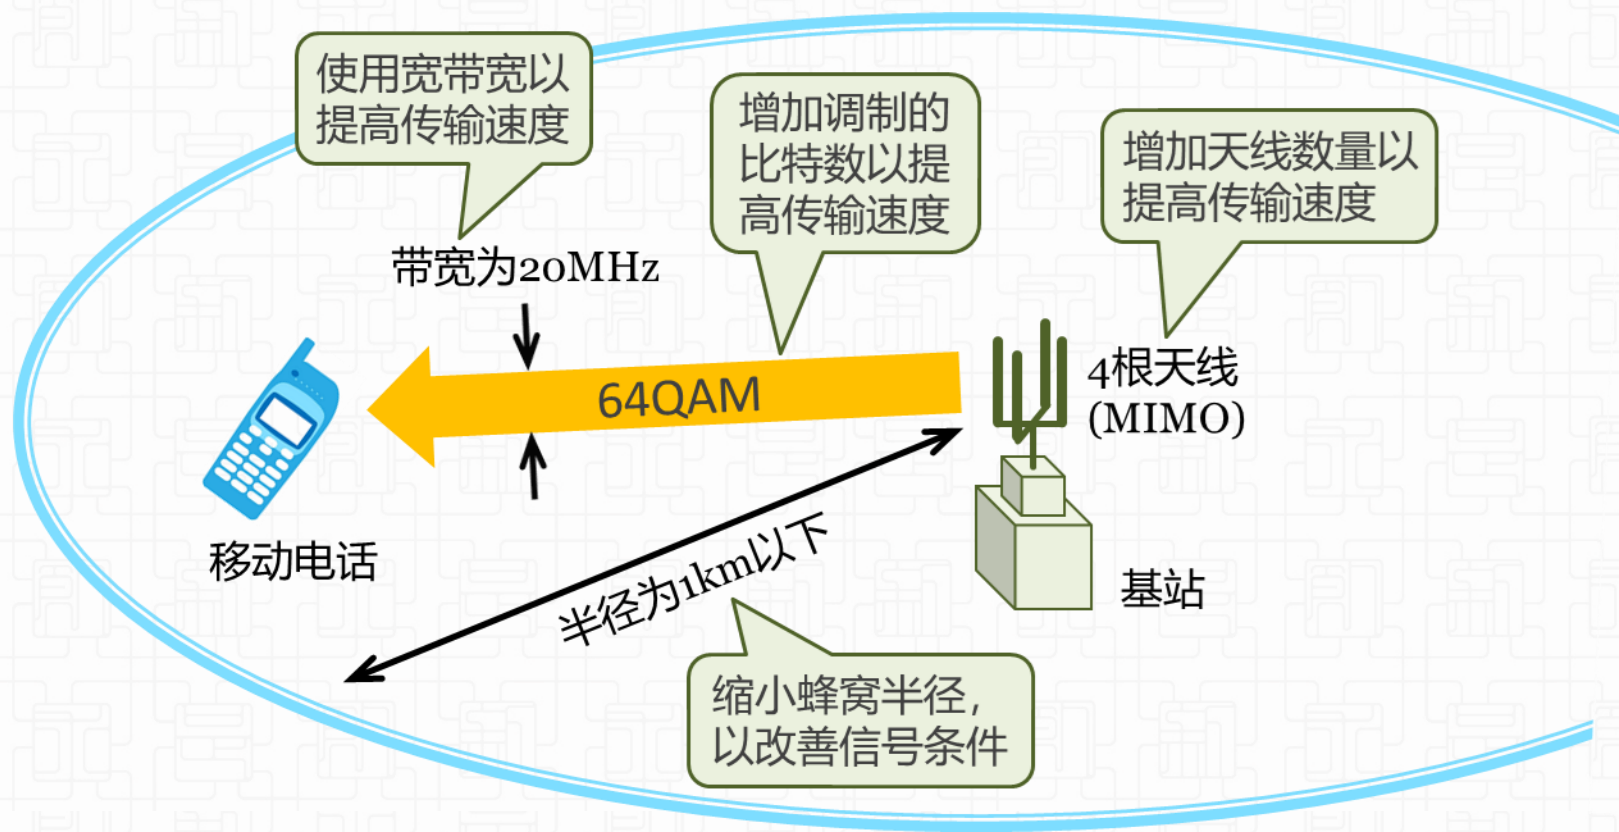 使用宽带宽以
提高传输速度
增加调制的
比特数以提
高传输速度
增加天线数量以
提高传输速度
带宽为20MHz
64QAM
4根天线
(MIMO)
移动电话
半径为1km以下
基站
缩小蜂窝半径，
以改善信号条件